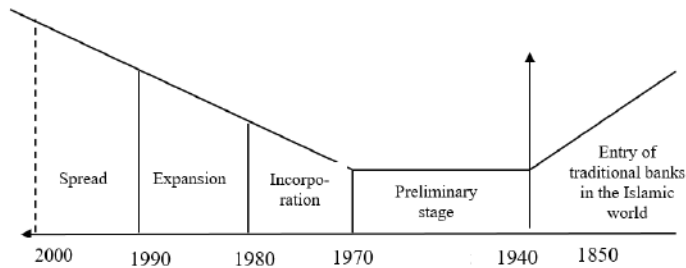 Spread
Expansion
Incorpo-
ration
Preliminary
stage
Entry of
traditional banks
in the Islamic
world
2000
1990
1980
1970
1940
1850